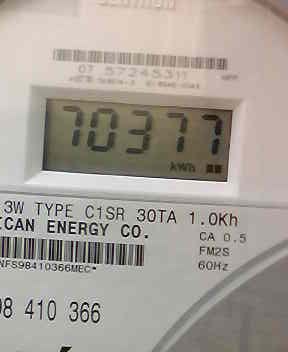 07 57245311
70377
kWh
3W TYPE C1SR 30TA 1.0Kh
ICAN ENERGY CO.
CA 0.5
FM2S
60Hz
NFS98410366MEC*
98 410 366